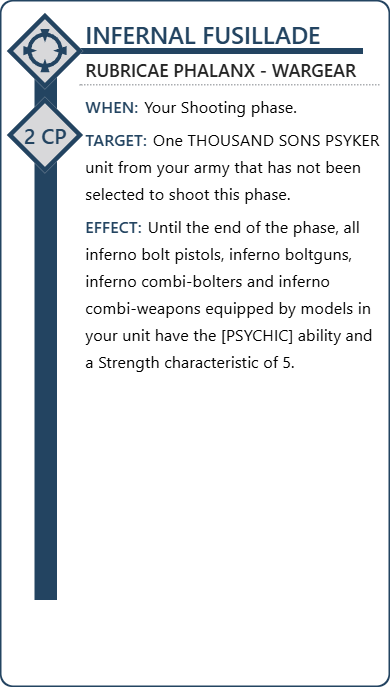 INFERNAL FUSILLADE
RUBRICAE PHALANX - WARGEAR
WHEN: Your Shooting phase.
2 CP
TARGET: One THOUSAND SONS PSYKER
unit from your army that has not been
selected to shoot this phase.
EFFECT: Until the end of the phase, all
inferno bolt pistols, inferno boltguns,
inferno combi-bolters and inferno
combi-weapons equipped by models in
your unit have the [PSYCHIC] ability and
a Strength characteristic of 5.